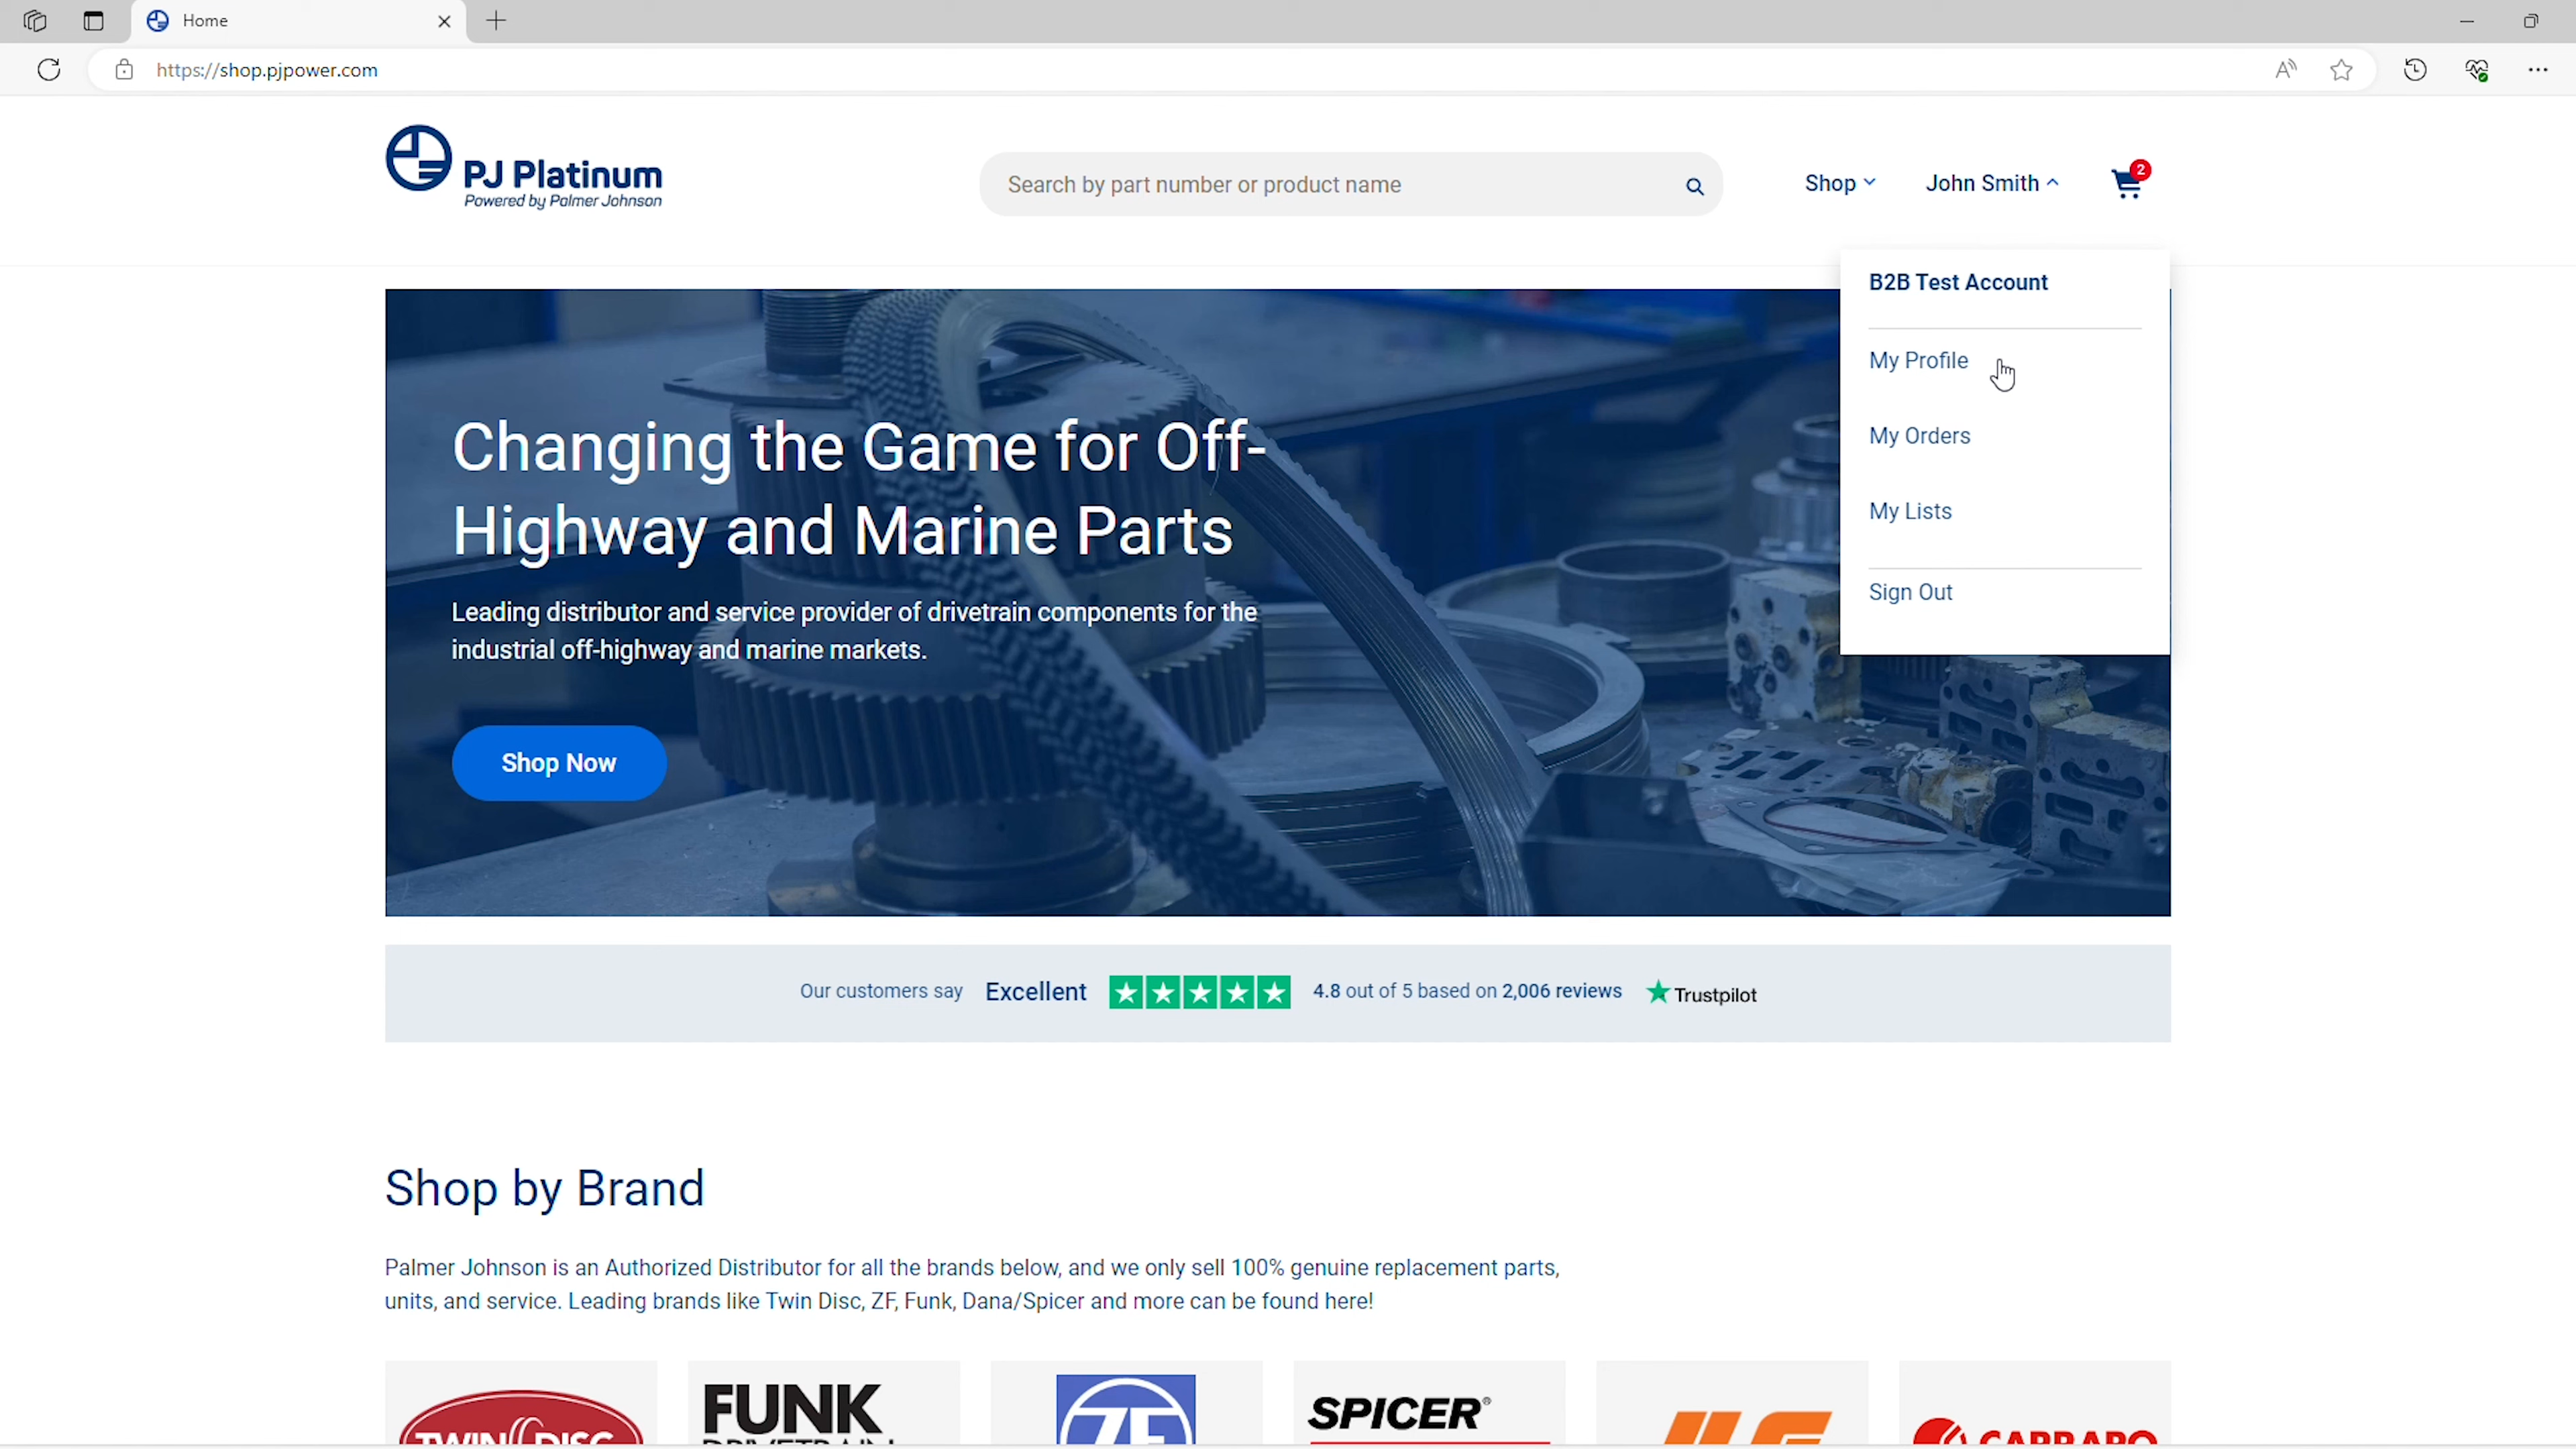 Home
https://shop.pjpower.com
PJ Platinum
Powered by Palmer Johnson
Search by part number or product name
Shop
John Smith
2
B2B Test Account
My Profile
My Orders
My Lists
Sign Out
Changing the Game for Off-
Highway and Marine Parts
Leading distributor and service provider of drivetrain components for the
industrial off-highway and marine markets.
Shop Now
Our customers say Excellent 4.8 out of 5 based on 2,006 reviews Trustpilot
Shop by Brand
Palmer Johnson is an Authorized Distributor for all the brands below, and we only sell 100% genuine replacement parts,
units, and service. Leading brands like Twin Disc, ZF, Funk, Dana/Spicer and more can be found here!
TWIN DISC
FUNK
DRIVETRAIN
ZF
SPICER®
CARRARO